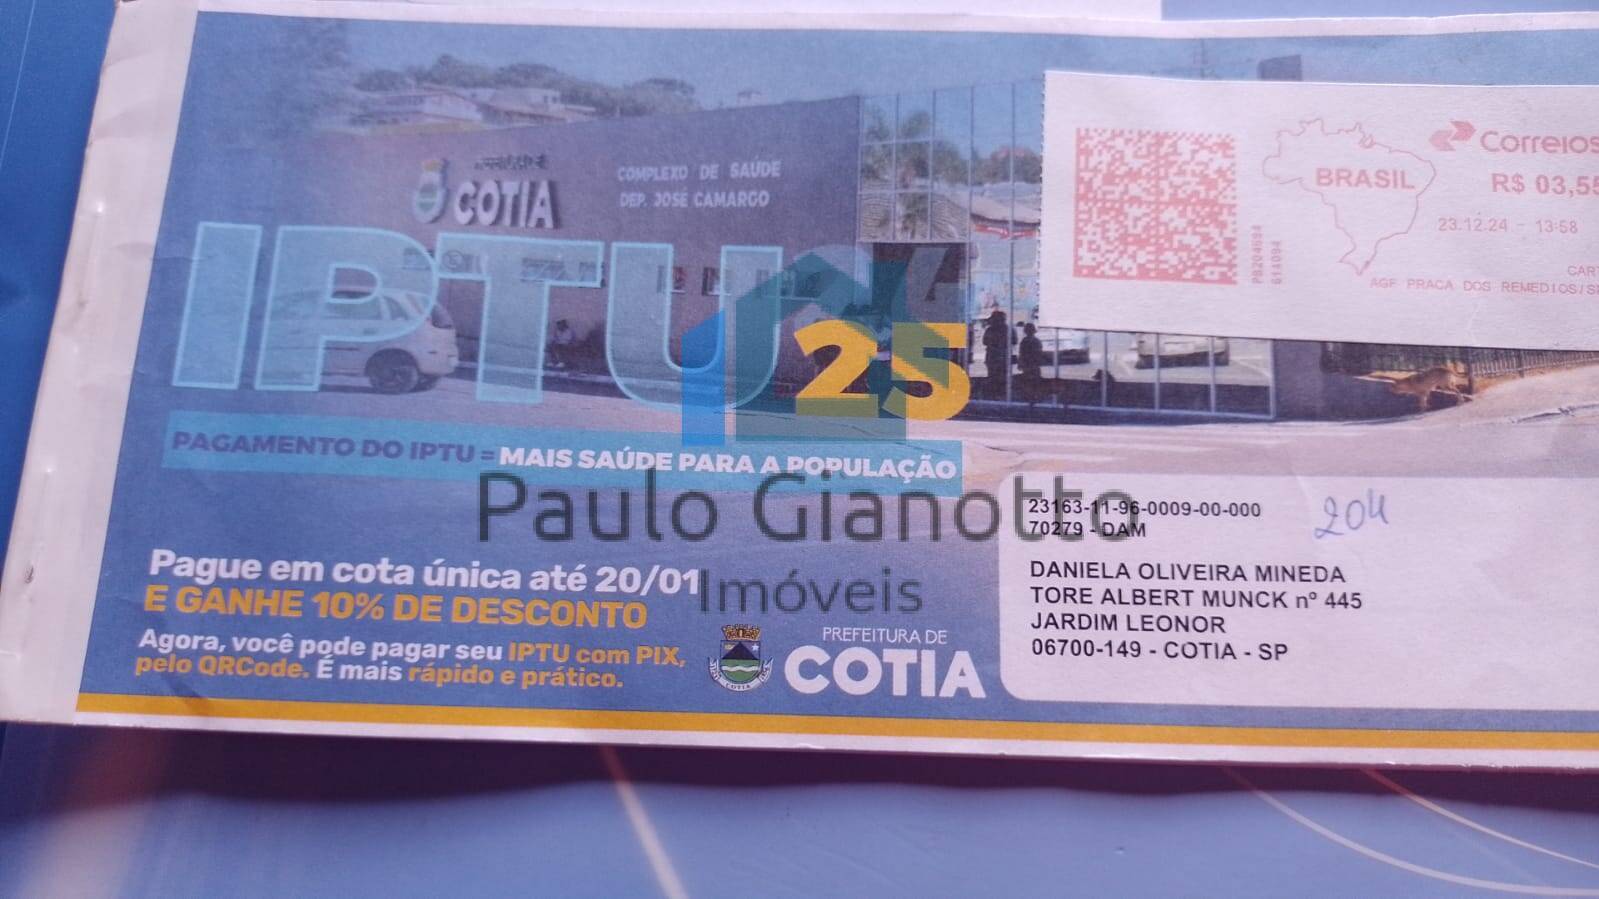 COTIA
COMPLEXO DE SAÚDE
DEP. JOSÉ CAMARGO
IPTU
25
PAGAMENTO DO IPTU = MAIS SAÚDE PARA A POPULAÇÃO
Correios
BRASIL
R$ 03,55
23.12.24 - 13:58
PB204694
614094
CART
AGF PRACA DOS REMEDIOS/S
Paulo Gianotto
Imóveis
23163-11-96-0009-00-000
70279 - DAM
204
DANIELA OLIVEIRA MINEDA
TORE ALBERT MUNCK nº 445
JARDIM LEONOR
06700-149 - COTIA - SP
Pague em cota única até 20/01
E GANHE 10% DE DESCONTO
Agora, você pode pagar seu IPTU com PIX,
pelo QRCode. É mais rápido e prático.
COTIA
PREFEITURA DE
COTIA